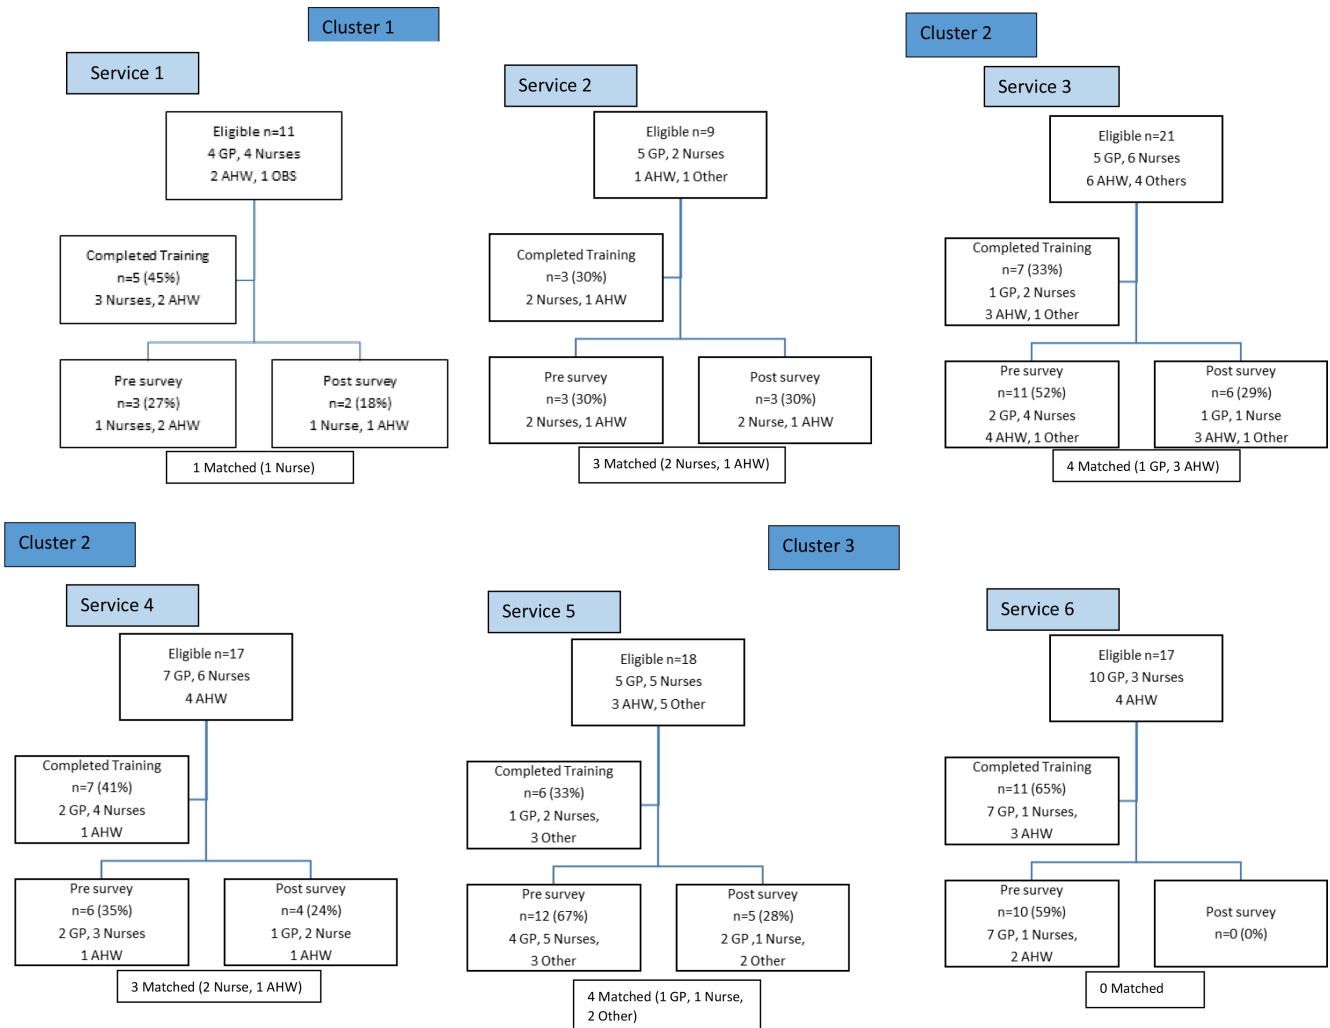 Cluster 1
Service 1
Eligible n=11
4 GP, 4 Nurses
2 AHW, 1 OBS
Completed Training
n=5 (45%)
3 Nurses, 2 AHW
Pre survey
n=3 (27%)
1 Nurses, 2 AHW
Post survey
n=2 (18%)
1 Nurse, 1 AHW
1 Matched (1 Nurse)
Service 2
Eligible n=9
5 GP, 2 Nurses
1 AHW, 1 Other
Completed Training
n=3 (30%)
2 Nurses, 1 AHW
Pre survey
n=3 (30%)
2 Nurses, 1 AHW
Post survey
n=3 (30%)
2 Nurse, 1 AHW
3 Matched (2 Nurses, 1 AHW)
Cluster 2
Service 3
Eligible n=21
5 GP, 6 Nurses
6 AHW, 4 Others
Completed Training
n=7 (33%)
1 GP, 2 Nurses
3 AHW, 1 Other
Pre survey
n=11 (52%)
2 GP, 4 Nurses
4 AHW, 1 Other
Post survey
n=6 (29%)
1 GP, 1 Nurse
3 AHW, 1 Other
4 Matched (1 GP, 3 AHW)
Cluster 2
Service 4
Eligible n=17
7 GP, 6 Nurses
4 AHW
Completed Training
n=7 (41%)
2 GP, 4 Nurses
1 AHW
Pre survey
n=6 (35%)
2 GP, 3 Nurses
1 AHW
Post survey
n=4 (24%)
1 GP, 2 Nurse
1 AHW
3 Matched (2 Nurse, 1 AHW)
Cluster 3
Service 5
Eligible n=18
5 GP, 5 Nurses
3 AHW, 5 Other
Completed Training
n=6 (33%)
1 GP, 2 Nurses,
3 Other
Pre survey
n=12 (67%)
4 GP, 5 Nurses,
3 Other
Post survey
n=5 (28%)
2 GP ,1 Nurse,
2 Other
4 Matched (1 GP, 1 Nurse,
2 Other)
Service 6
Eligible n=17
10 GP, 3 Nurses
4 AHW
Completed Training
n=11 (65%)
7 GP, 1 Nurses,
3 AHW
Pre survey
n=10 (59%)
7 GP, 1 Nurses,
2 AHW
Post survey
n=0 (0%)
0 Matched